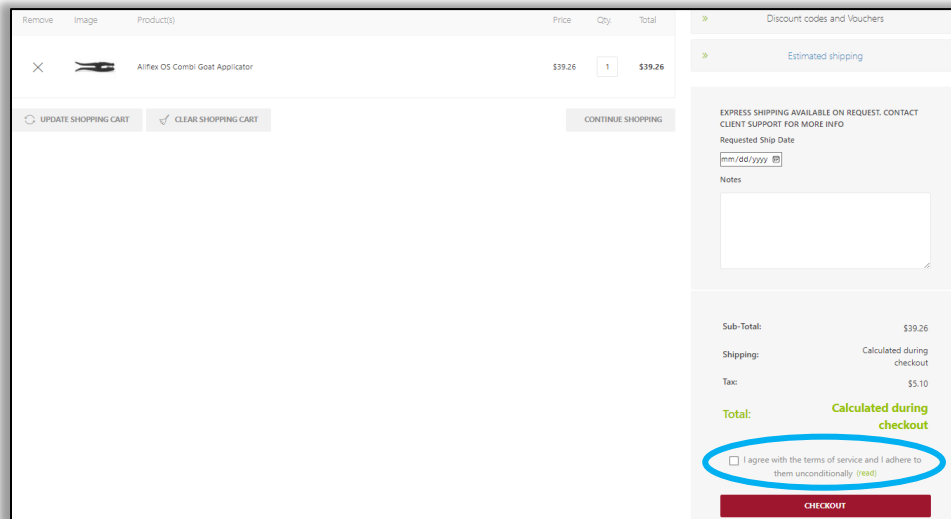 Remove Image Product(s) Price Qty. Total
Allflex OS Combi Goat Applicator $39.26 1 $39.26
UPDATE SHOPPING CART CLEAR SHOPPING CART CONTINUE SHOPPING
» Discount codes and Vouchers
» Estimated shipping
EXPRESS SHIPPING AVAILABLE ON REQUEST. CONTACT
CLIENT SUPPORT FOR MORE INFO
Requested Ship Date
mm/dd/yyyy
Notes
Sub-Total: $39.26
Shipping: Calculated during
checkout
Tax: $5.10
Total: Calculated during
checkout
I agree with the terms of service and I adhere to
them unconditionally (read)
CHECKOUT